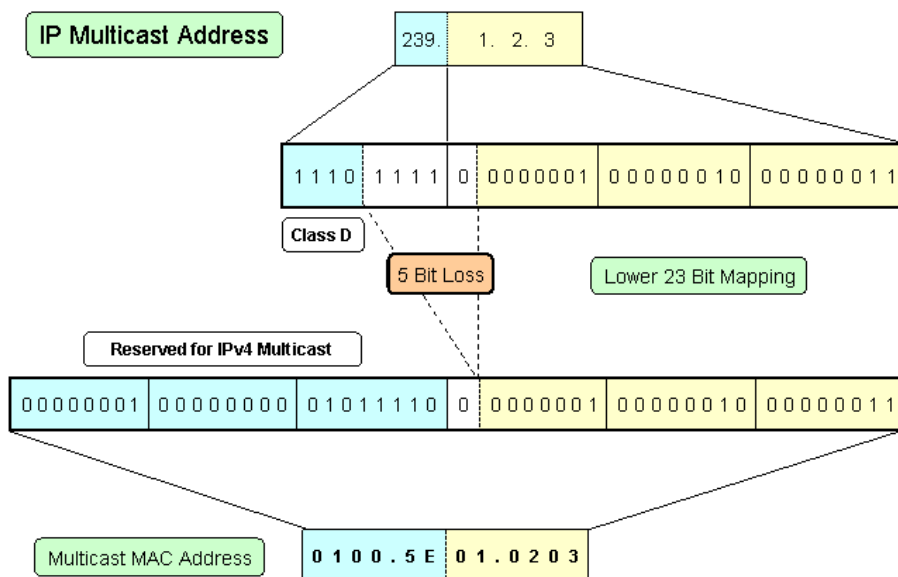 IP Multicast Address
239. 1. 2. 3
1 1 1 0 1 1 1 1 0 0 0 0 0 0 0 1 0 0 0 0 0 0 1 0 0 0 0 0 0 0 1 1
Class D
5 Bit Loss
Lower 23 Bit Mapping
Reserved for IPv4 Multicast
0 0 0 0 0 0 0 1 0 0 0 0 0 0 0 0 0 1 0 1 1 1 1 0 0 0 0 0 0 0 0 1 0 0 0 0 0 0 1 0 0 0 0 0 0 0 1 1
Multicast MAC Address
0 1 0 0 . 5 E 0 1 . 0 2 0 3